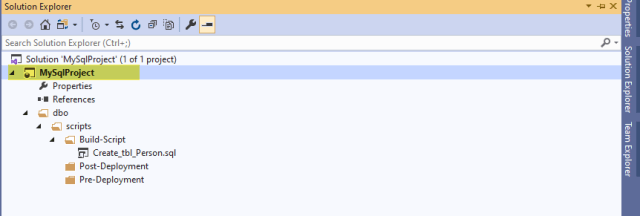 Solution Explorer
Search Solution Explorer (Ctrl+;)
Solution 'MySqlProject' (1 of 1 project)
MySqlProject
Properties
References
dbo
scripts
Build-Script
Create_tbl_Person.sql
Post-Deployment
Pre-Deployment
Properties
Solution Explorer
Team Explorer